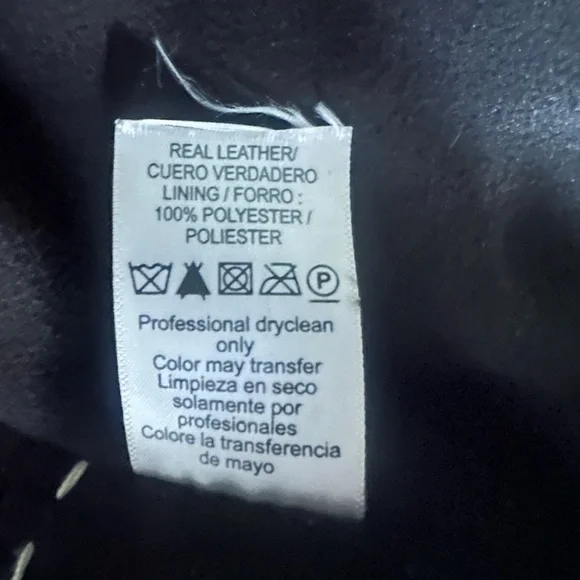 REAL LEATHER/
CUERO VERDADERO
LINING / FORRO :
100% POLYESTER /
POLIESTER
P
Professional dryclean
only
Color may transfer
Limpieza en seco
solamente por
profesionales
Colore la transferencia
de mayo